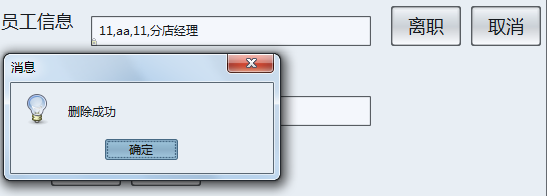 员工信息
11,aa,11,分店经理
离职
取消
消息
删除成功
确定